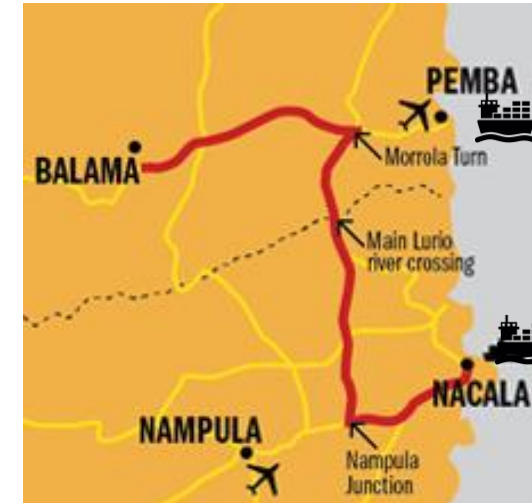 PEMBA
BALAMA
Morrola Turn
Main Lurio
river crossing
NACALA
NAMPULA
Nampula
Junction